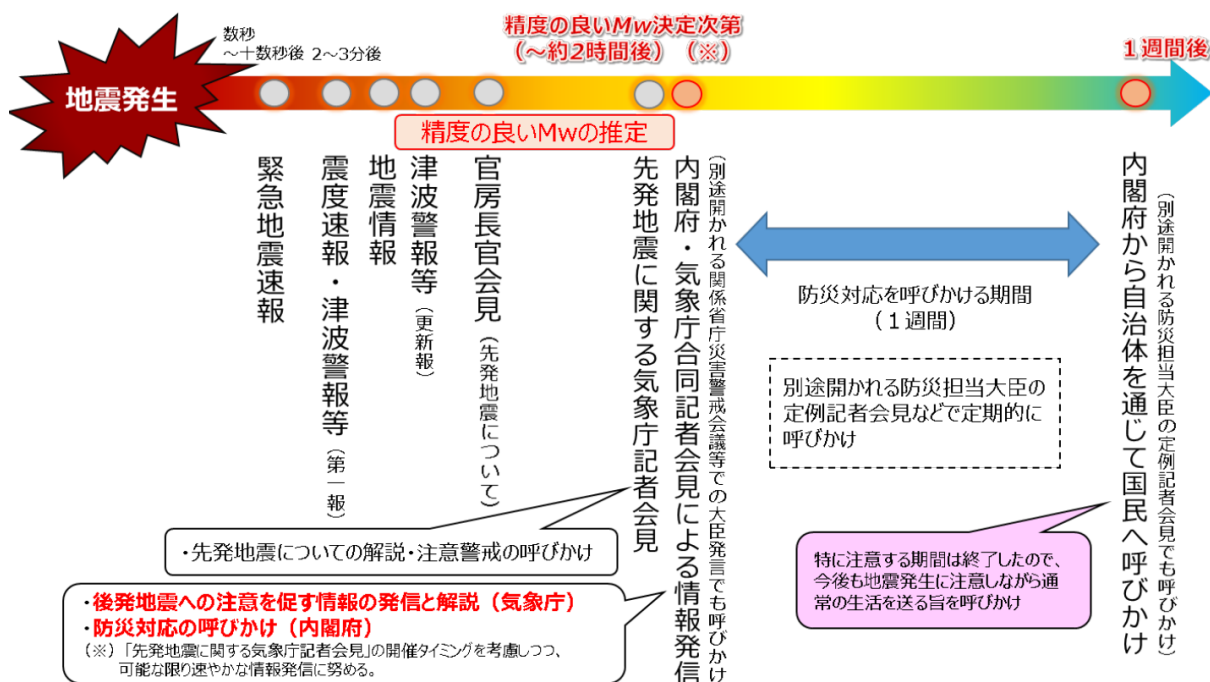 精度の良いMw決定次第
（～約2時間後）（※）
1週間後
数秒
～十数秒後
2～3分後
地震発生
精度の良いMwの推定
緊急地震速報
震度速報・津波警報等（第一報）
地震情報
津波警報等（更新報）
官房長官会見（先発地震について）
先発地震に関する気象庁記者会見
内閣府・気象庁合同記者会見による情報発信
（別途開かれる関係省庁災害警戒会議等での大臣発言でも呼びかけ）
防災対応を呼びかける期間
（1週間）
別途開かれる防災担当大臣の
定例記者会見などで定期的に
呼びかけ
内閣府から自治体を通じて国民へ呼びかけ
（別途開かれる防災担当大臣の定例記者会見でも呼びかけ）
・先発地震についての解説・注意警戒の呼びかけ
・後発地震への注意を促す情報の発信と解説（気象庁）
・防災対応の呼びかけ（内閣府）
（※）「先発地震に関する気象庁記者会見」の開催タイミングを考慮しつつ、
可能な限り速やかな情報発信に努める。
特に注意する期間は終了したので、
今後も地震発生に注意しながら通
常の生活を送る旨を呼びかけ